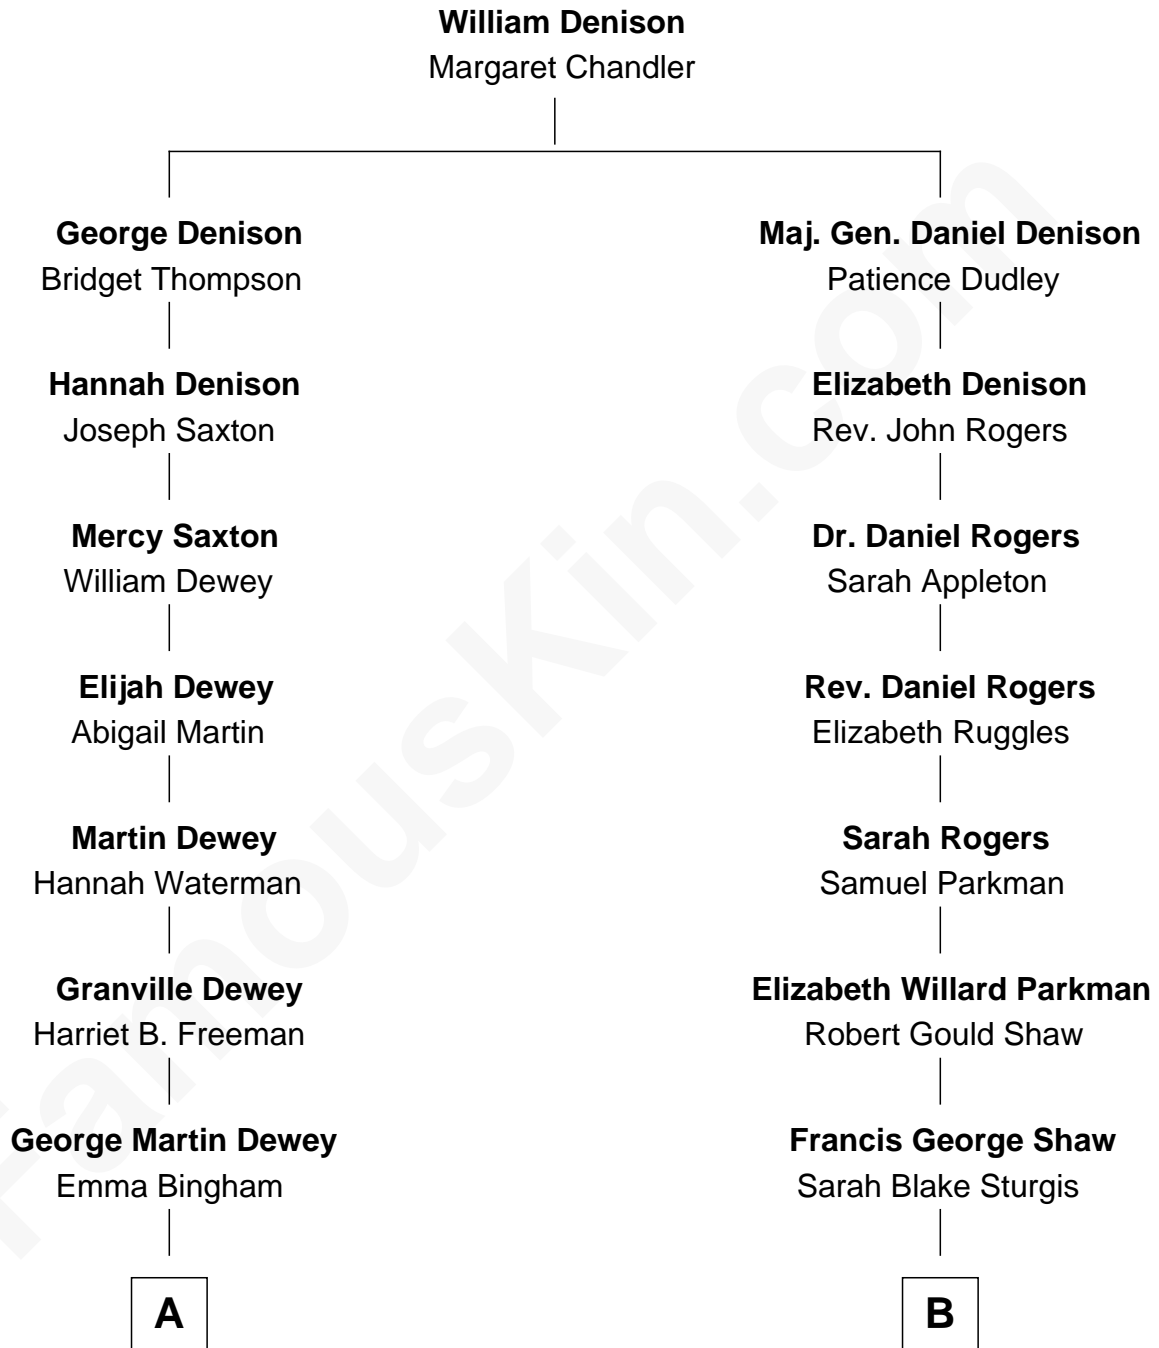 William Denison
Margaret Chandler
George Denison
Bridget Thompson
Hannah Denison
Joseph Saxton
Mercy Saxton
William Dewey
Elijah Dewey
Abigail Martin
Martin Dewey
Hannah Waterman
Granville Dewey
Harriet B. Freeman
George Martin Dewey
Emma Bingham
A
Maj. Gen. Daniel Denison
Patience Dudley
Elizabeth Denison
Rev. John Rogers
Dr. Daniel Rogers
Sarah Appleton
Rev. Daniel Rogers
Elizabeth Ruggles
Sarah Rogers
Samuel Parkman
Elizabeth Willard Parkman
Robert Gould Shaw
Francis George Shaw
Sarah Blake Sturgis
B
FamousKin.com